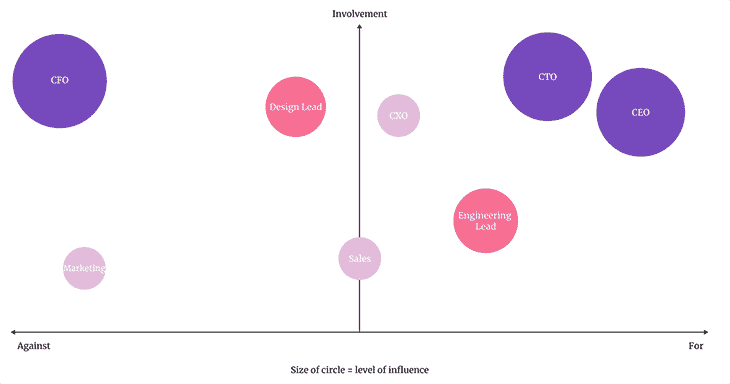 Involvement
CFO
Design Lead
CXO
CTO
CEO
Engineering
Lead
Marketing
Sales
Against
For
Size of circle = level of influence